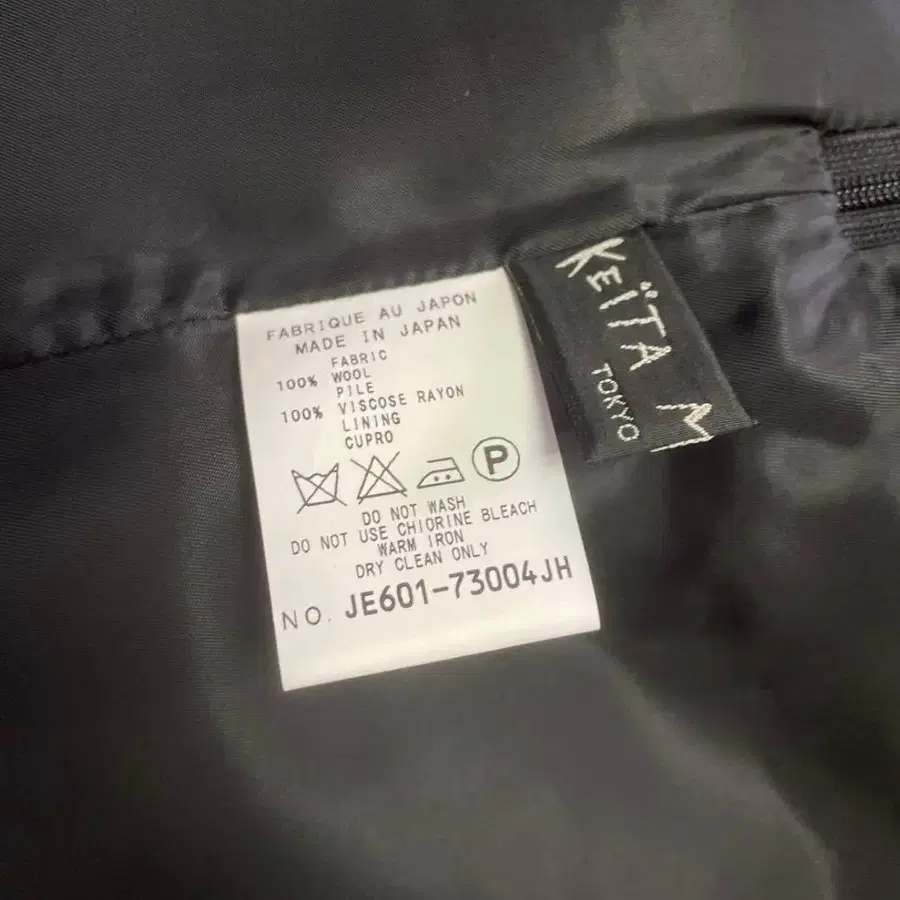 FABRIQUE AU JAPON
MADE IN JAPAN
FABRIC
100% WOOL
PILE
100% VISCOSE RAYON
LINING
CUPRO
P
DO NOT WASH
DO NOT USE CHIORINE BLEACH
WARM IRON
DRY CLEAN ONLY
NO. JE601-73004JH
KEÏTA M
TOKYO